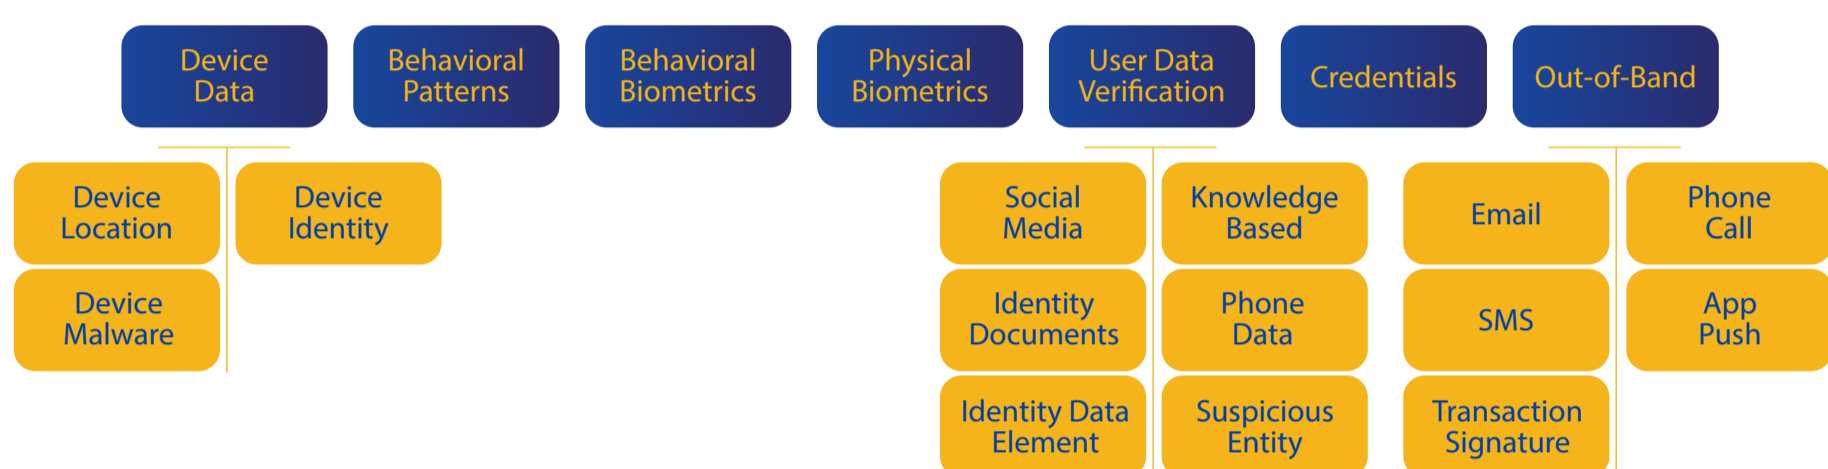 Device
Data
Behavioral
Patterns
Behavioral
Biometrics
Physical
Biometrics
User Data
Verification
Credentials
Out-of-Band
Device
Location
Device
Identity
Device
Malware
Social
Media
Knowledge
Based
Identity
Documents
Phone
Data
Identity Data
Element
Suspicious
Entity
Email
Phone
Call
SMS
App
Push
Transaction
Signature